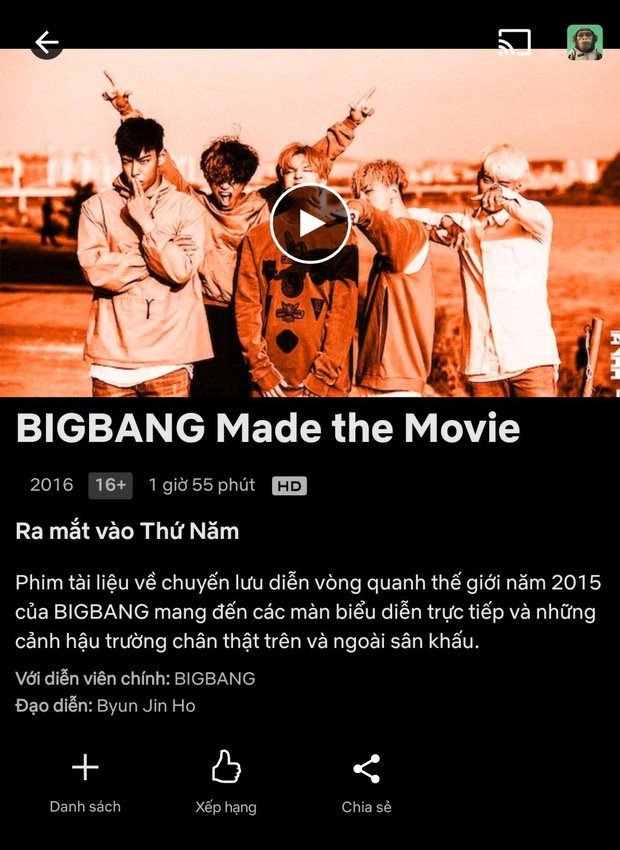 BIGBANG Made the Movie
2016 16+ 1 giờ 55 phút HD
Ra mắt vào Thứ Năm
Phim tài liệu về chuyến lưu diễn vòng quanh thế giới năm 2015
của BIGBANG mang đến các màn biểu diễn trực tiếp và những
cảnh hậu trường chân thật trên và ngoài sân khấu.
Với diễn viên chính: BIGBANG
Đạo diễn: Byun Jin Ho
Danh sách Xếp hạng Chia sẻ